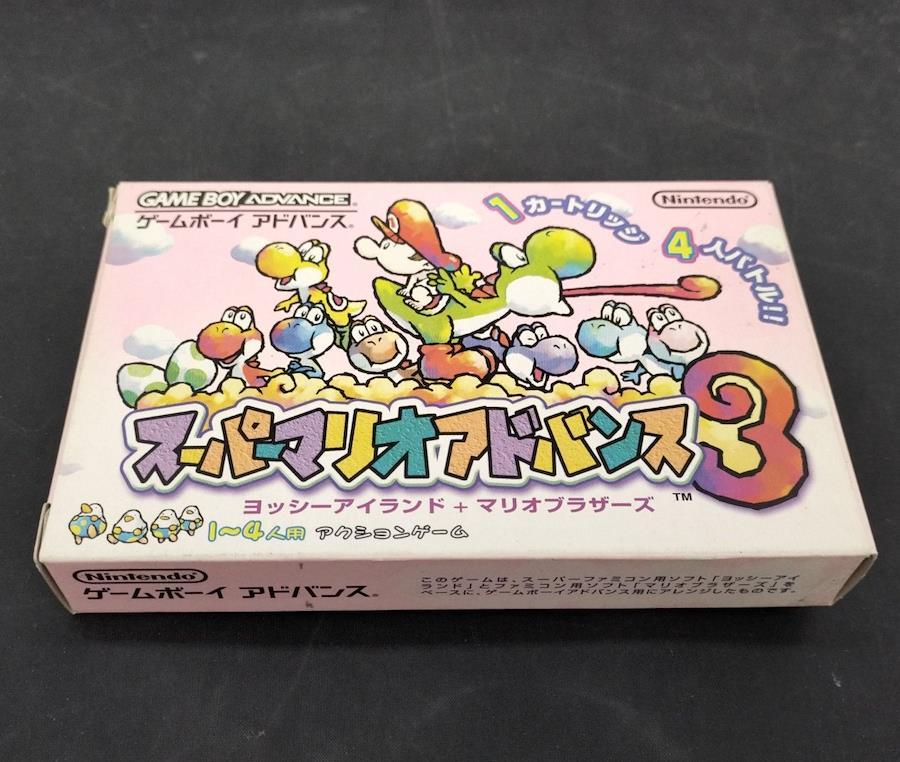 GAME BOY ADVANCE
ゲームボーイ アドバンス®
1カートリッジ
4人バトル!!
Nintendo®
スーパーマリオアドバンス3
ヨッシーアイランド + マリオブラザーズ™
1〜4人用 アクションゲーム
Nintendo®
ゲームボーイ アドバンス®
このゲームは、スーパーファミコン用ソフト「ヨッシーアイ
ランド」とファミコン用ソフト「マリオブラザーズ」を
ベースに、ゲームボーイアドバンス用にアレンジしたものです。